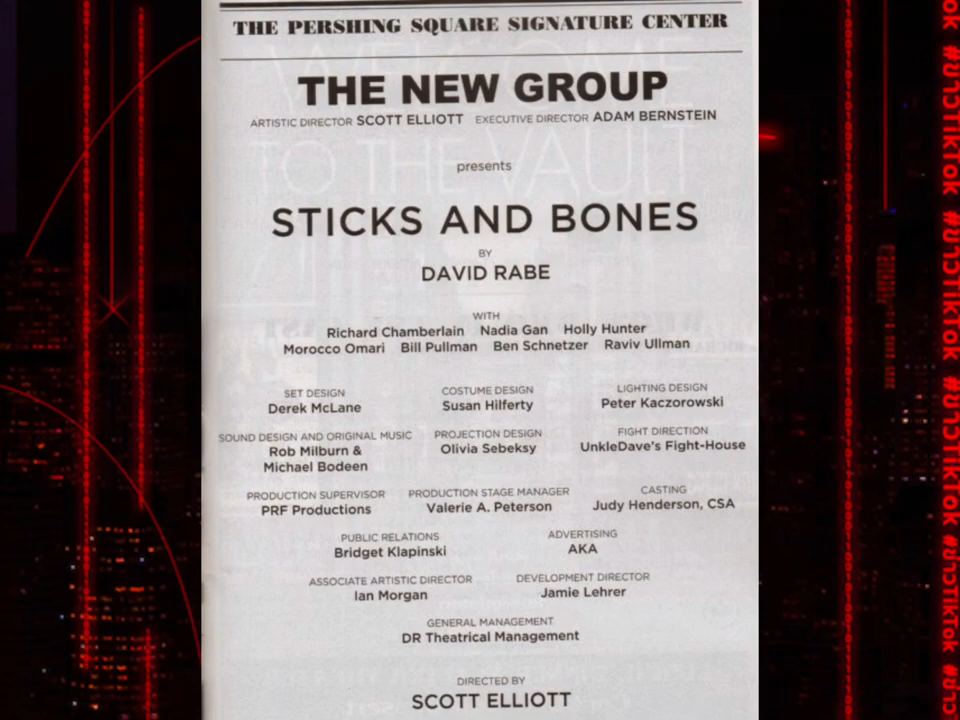 THE PERSHING SQUARE SIGNATURE CENTER
THE NEW GROUP
ARTISTIC DIRECTOR SCOTT ELLIOTT EXECUTIVE DIRECTOR ADAM BERNSTEIN
presents
STICKS AND BONES
BY
DAVID RABE
WITH
Richard Chamberlain Nadia Gan Holly Hunter
Morocco Omari Bill Pullman Ben Schnetzer Raviv Ullman
SET DESIGN
Derek McLane
COSTUME DESIGN
Susan Hilferty
LIGHTING DESIGN
Peter Kaczorowski
SOUND DESIGN AND ORIGINAL MUSIC
Rob Milburn &
Michael Bodeen
PROJECTION DESIGN
Olivia Sebeksy
FIGHT DIRECTION
UnkleDave's Fight-House
PRODUCTION SUPERVISOR
PRF Productions
PRODUCTION STAGE MANAGER
Valerie A. Peterson
CASTING
Judy Henderson, CSA
PUBLIC RELATIONS
Bridget Klapinski
ADVERTISING
AKA
ASSOCIATE ARTISTIC DIRECTOR
Ian Morgan
DEVELOPMENT DIRECTOR
Jamie Lehrer
GENERAL MANAGEMENT
DR Theatrical Management
DIRECTED BY
SCOTT ELLIOTT
WELCOME
TO THE VAULT